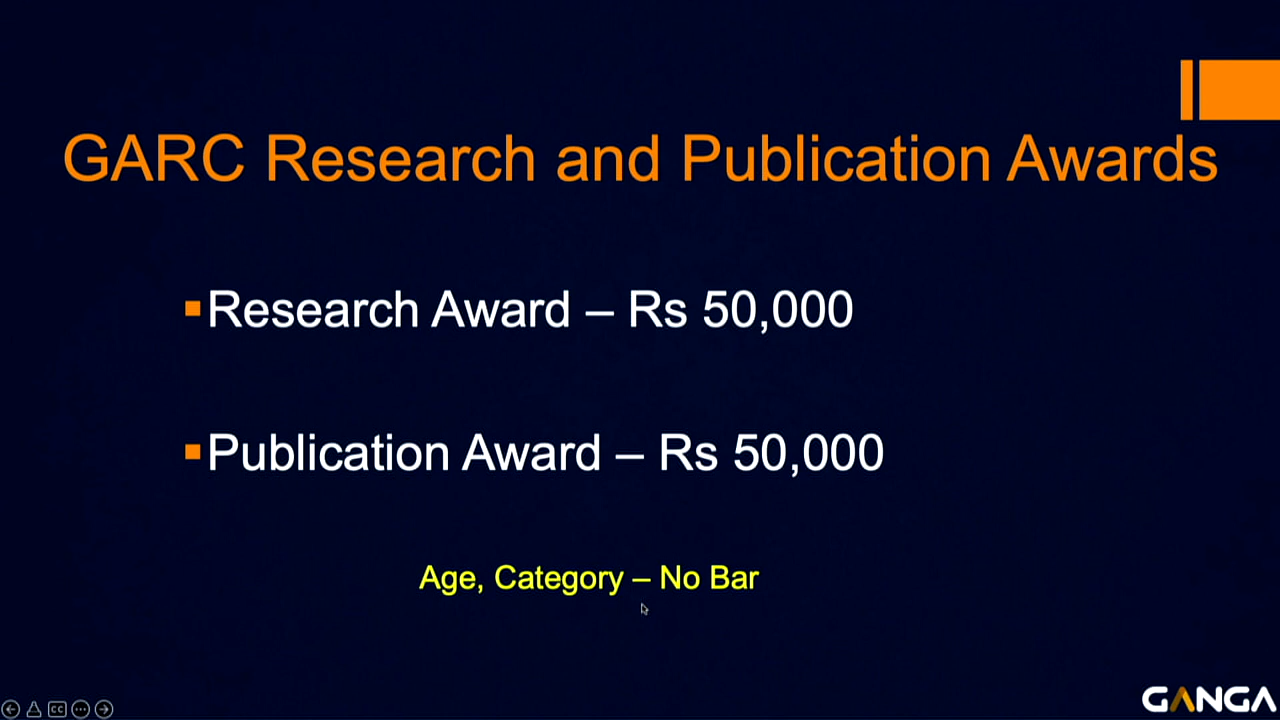 GARC Research and Publication Awards
Research Award – Rs 50,000
Publication Award – Rs 50,000
Age, Category – No Bar
CC
GANGA